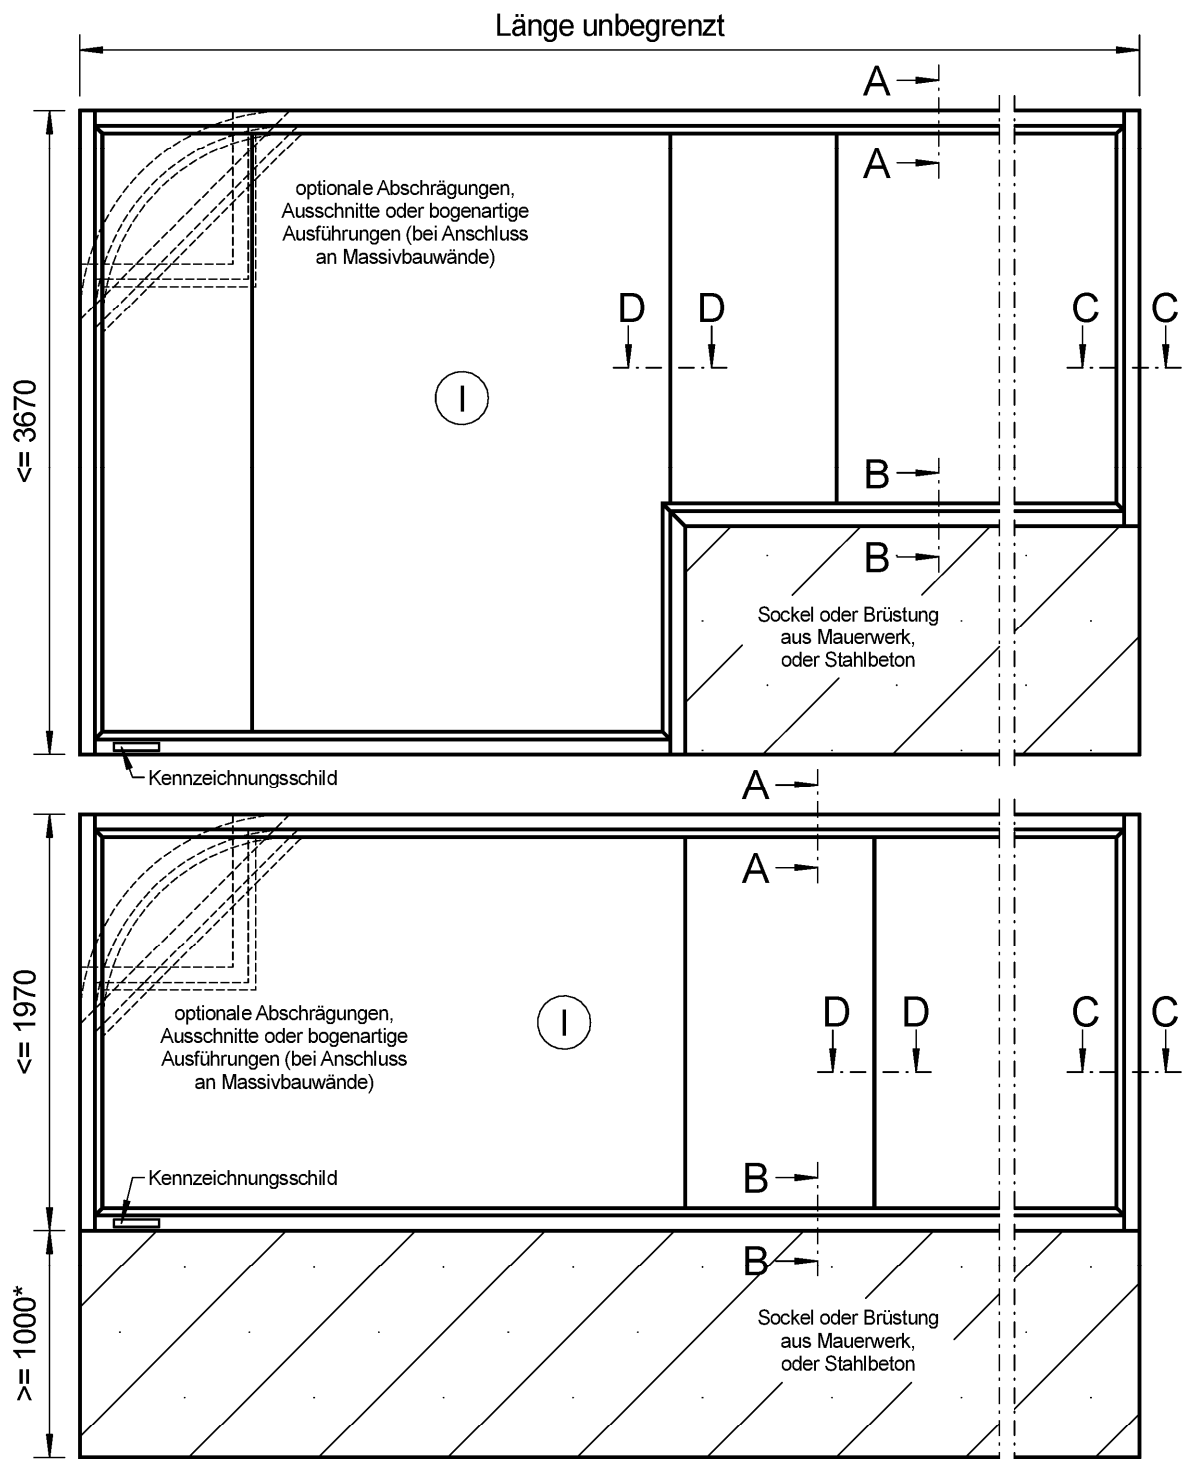 Länge unbegrenzt
A
A
optionale Abschrägungen,
Ausschnitte oder bogenartige
Ausführungen (bei Anschluss
an Massivbauwände)
D D
C C
<= 3670
I
B
B
Sockel oder Brüstung
aus Mauerwerk,
oder Stahlbeton
Kennzeichnungsschild
A
A
<= 1970
optionale Abschrägungen,
Ausschnitte oder bogenartige
Ausführungen (bei Anschluss
an Massivbauwände)
I
D D
C C
Kennzeichnungsschild
B
B
>= 1000*
Sockel oder Brüstung
aus Mauerwerk,
oder Stahlbeton